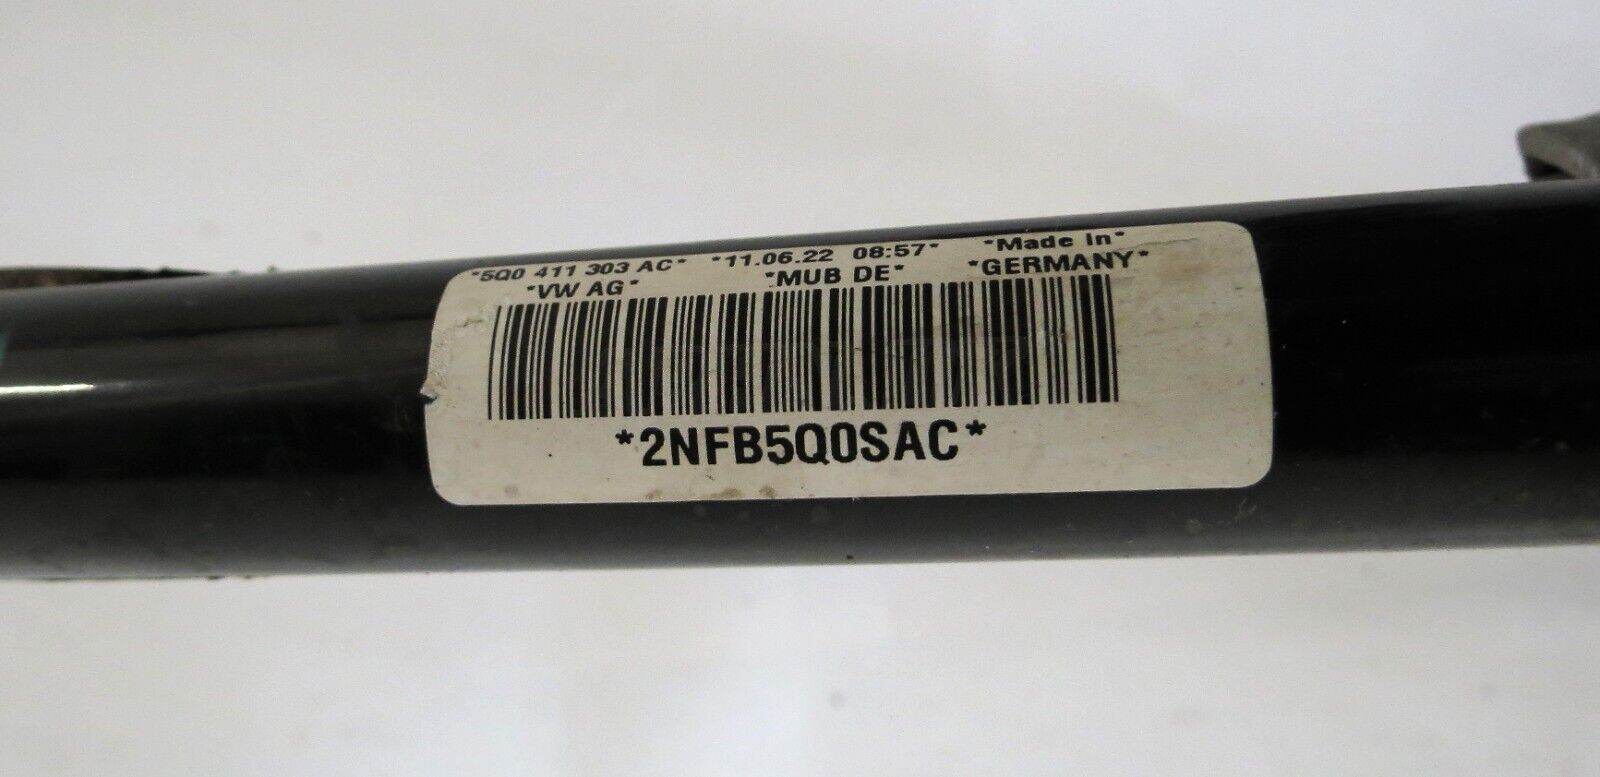 *5Q0 411 303 AC* *11.06.22 08:57* *Made In*
*VW AG* *MUB DE* *GERMANY*
*2NFB5Q0SAC*